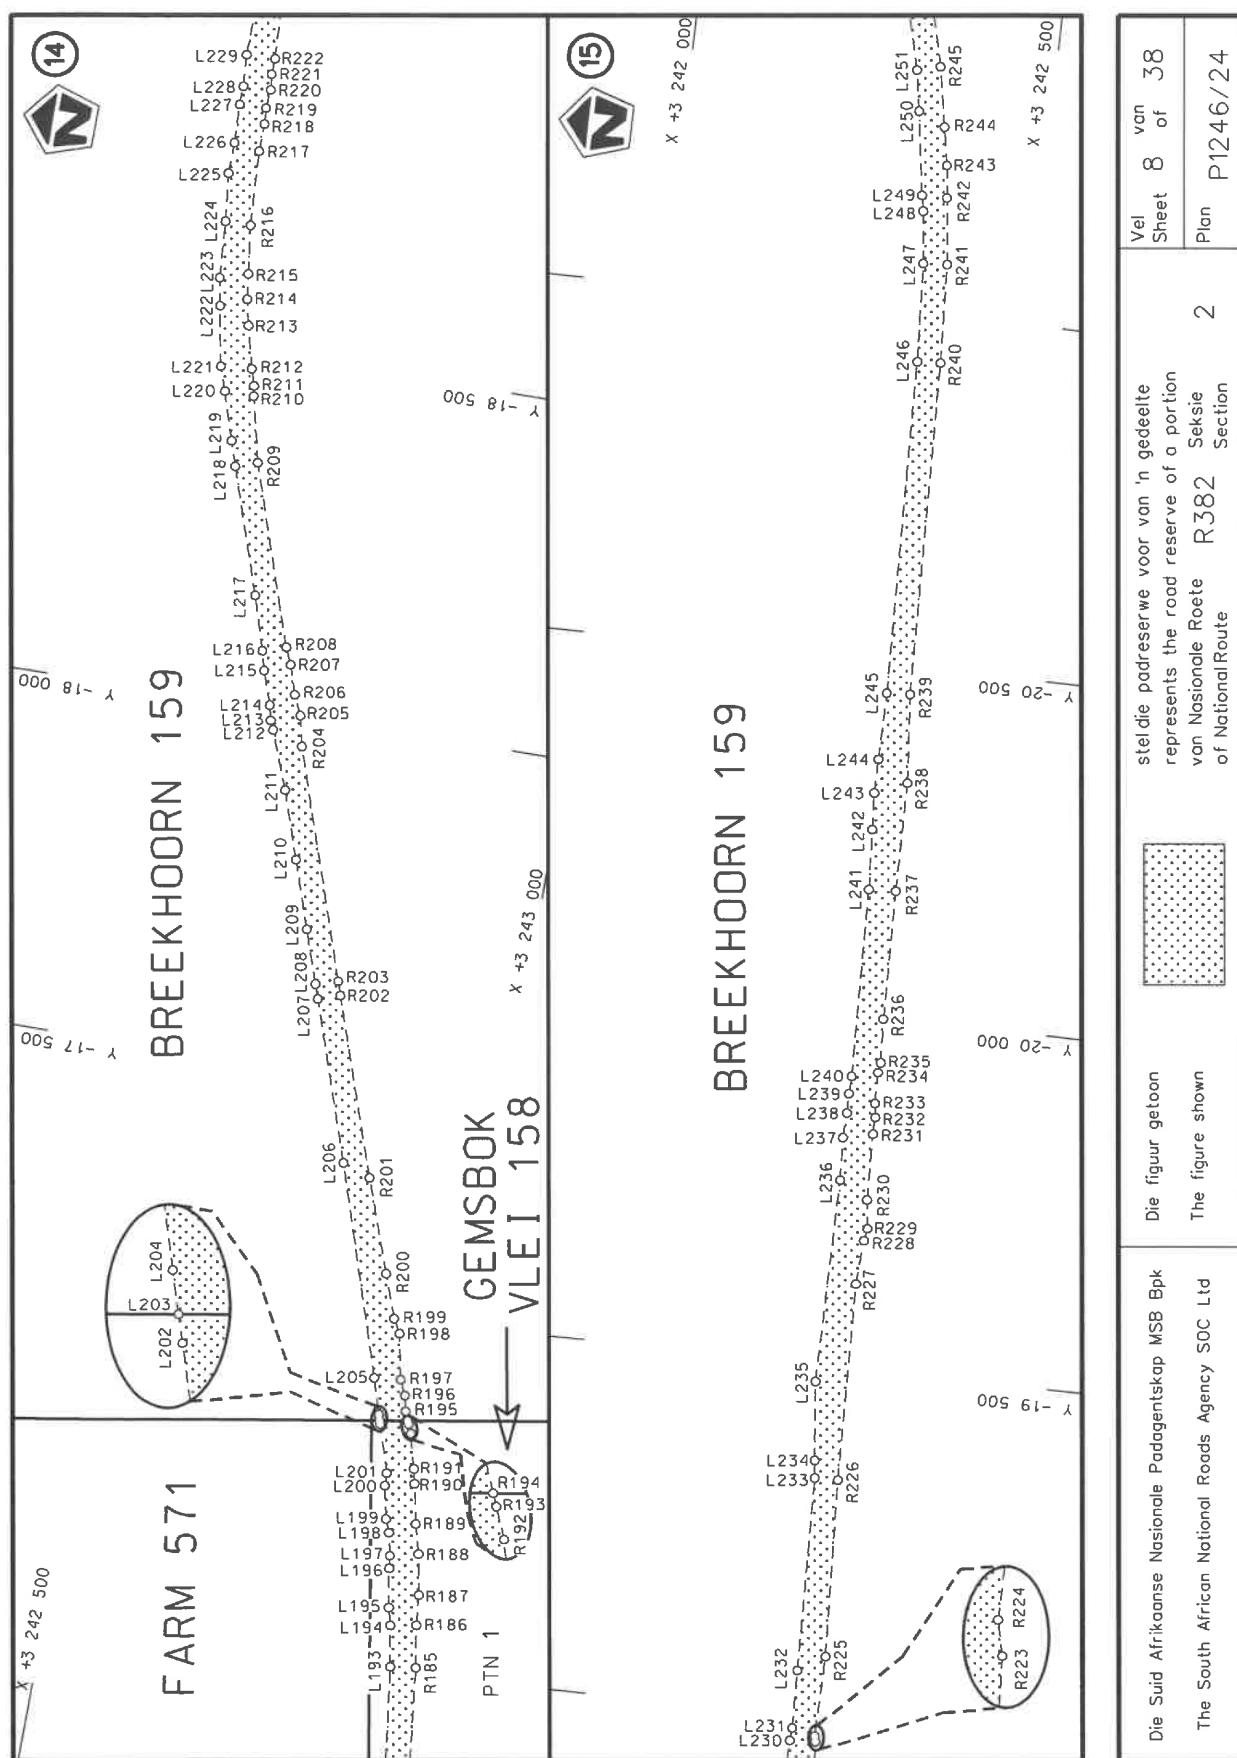 14
N
L229
R222
R221
L228
R220
L227
R219
R218
L226
R217
L225
L224
R216
L223
R215
L222
R214
R213
L221
R212
R211
L220
R210
Y -18 500
L219
L218
R209
L217
L216
R208
L215
R207
Y -18 000
R206
L214
R205
L213
L212
R204
BREEKHOORN 159
L211
L210
X +3 243 000
L209
L208
R203
L207
R202
Y -17 500
L206
R201
GEMSBOK
VLEI 158
L204
R200
L203
R199
L202
R198
L205
R197
R196
R195
L201
R191
L200
R190
R194
R193
R192
L199
R189
L198
L197
R188
L196
FARM 571
R187
L195
L194
R186
L193
R185
PTN 1
X +3 242 500
15
N
X +3 242 000
X +3 242 500
L251
R245
L250
R244
R243
L249
R242
L248
L247
R241
L246
R240
L245
R239
Y -20 500
L244
R238
L243
L242
BREEKHOORN 159
L241
R237
R236
Y -20 000
R235
L240
R234
L239
R233
L238
R232
L237
R231
L236
R230
R229
R228
R227
L235
Y -19 500
L234
L233
R226
R224
R223
L232
R225
L231
L230
Die Suid Afrikaanse Nasionale Padagentskap MSB Bpk
The South African National Roads Agency SOC Ltd
Die figuur getoon
The figure shown
stel die padreserwe voor van 'n gedeelte
represents the road reserve of a portion
van Nasionale Roete R382 Seksie 2
of National Route Section
Vel 8 van 38
Sheet of
Plan P1246/24